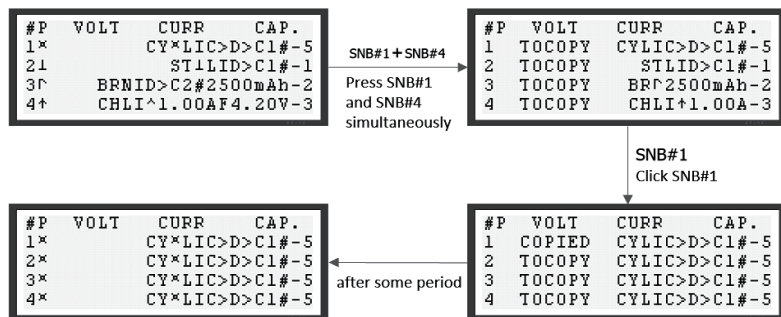 #P VOLT CURR CAP.
1¤ CY¤LIC>D>C1#-5
2⊥ ST⊥LID>C1#-1
3┌ BRNID>C2#2500mAh-2
4↑ CHLI^1.00AF4.20V-3
SNB#1+SNB#4
Press SNB#1
and SNB#4
simultaneously
#P VOLT CURR CAP.
1 TOCOPY CYLIC>D>C1#-5
2 TOCOPY STLID>C1#-1
3 TOCOPY BR┌2500mAh-2
4 TOCOPY CHLI↑1.00A-3
SNB#1
Click SNB#1
#P VOLT CURR CAP.
1¤ CY¤LIC>D>C1#-5
2¤ CY¤LIC>D>C1#-5
3¤ CY¤LIC>D>C1#-5
4¤ CY¤LIC>D>C1#-5
after some period
#P VOLT CURR CAP.
1 COPIED CYLIC>D>C1#-5
2 TOCOPY CYLIC>D>C1#-5
3 TOCOPY CYLIC>D>C1#-5
4 TOCOPY CYLIC>D>C1#-5